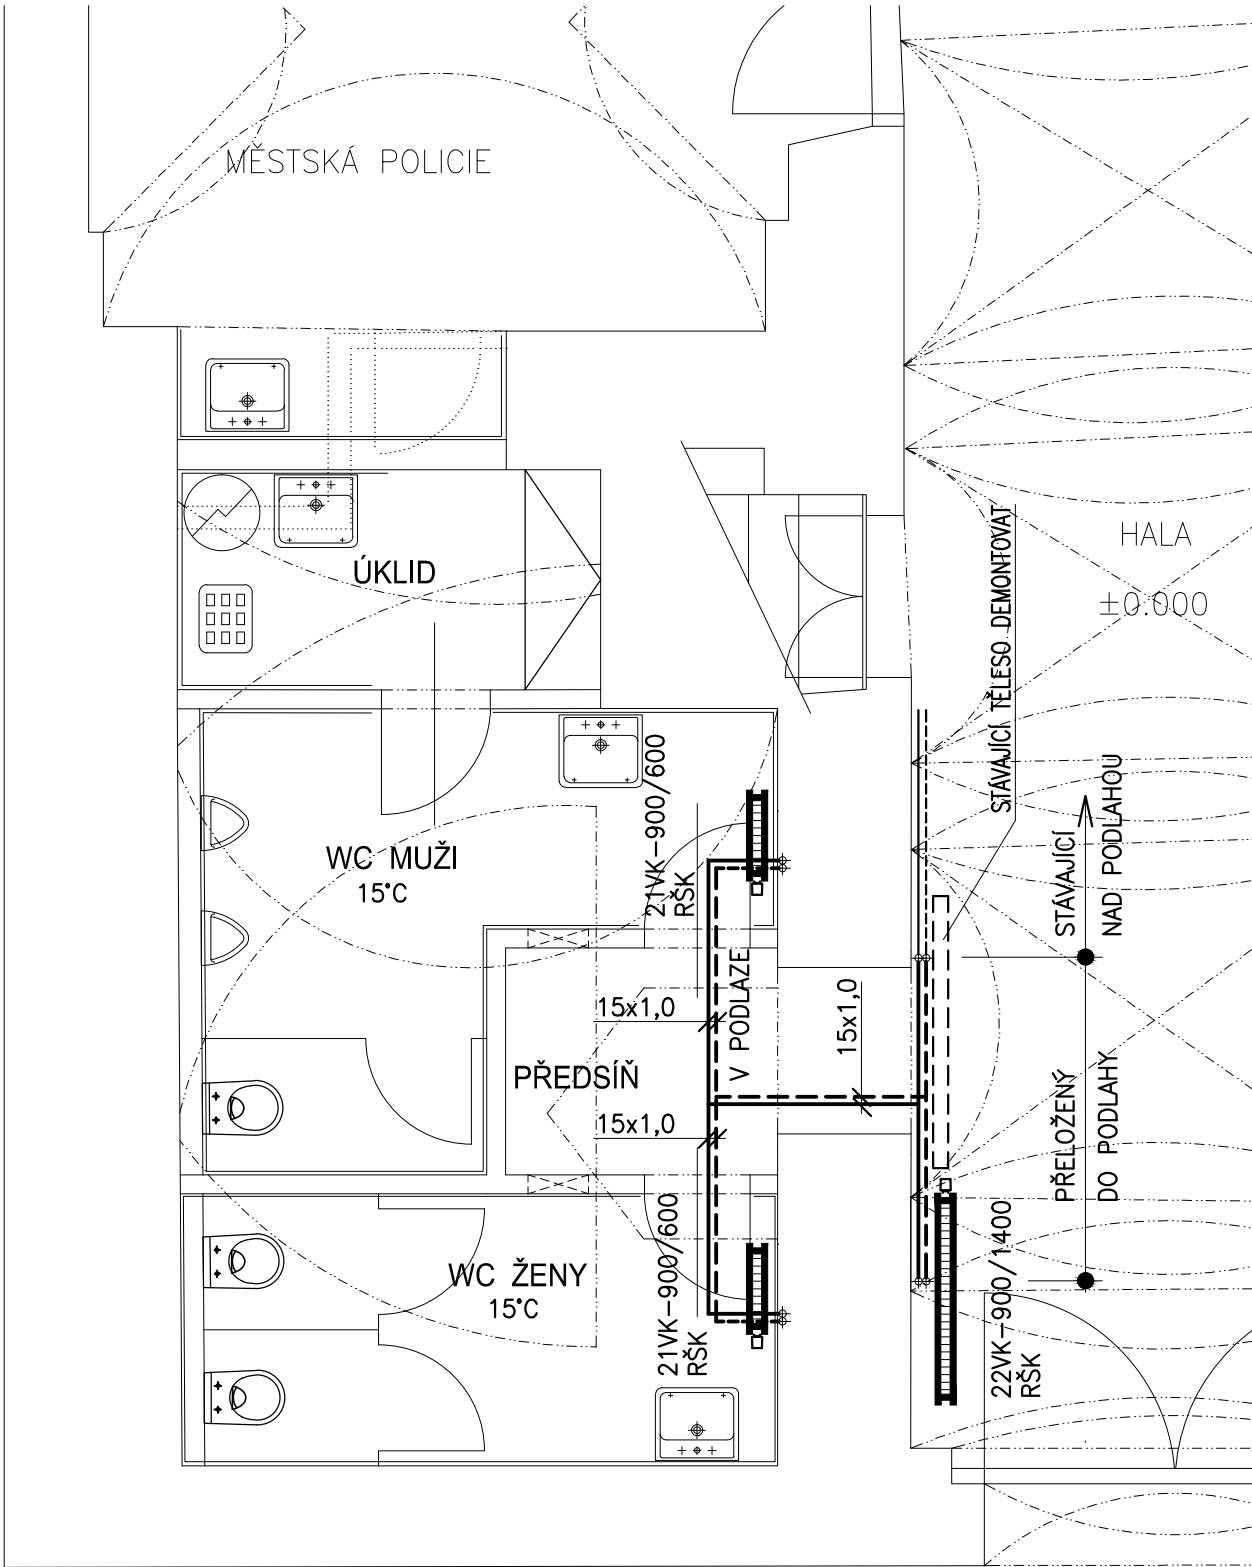 MĚSTSKÁ POLICIE
HALA
±0.000
ÚKLID
STÁVAJÍCÍ TĚLESO DEMONTOVAT
21VK-900/600
RŠK
WC MUŽI
15°C
STÁVAJÍCÍ
NAD PODLAHOU
15x1,0
V PODLAZE
15x1,0
PŘEDSÍŇ
15x1,0
PŘELOŽENÝ
DO PODLAHY
WC ŽENY
15°C
21VK-900/600
RŠK
22VK-900/1400
RŠK